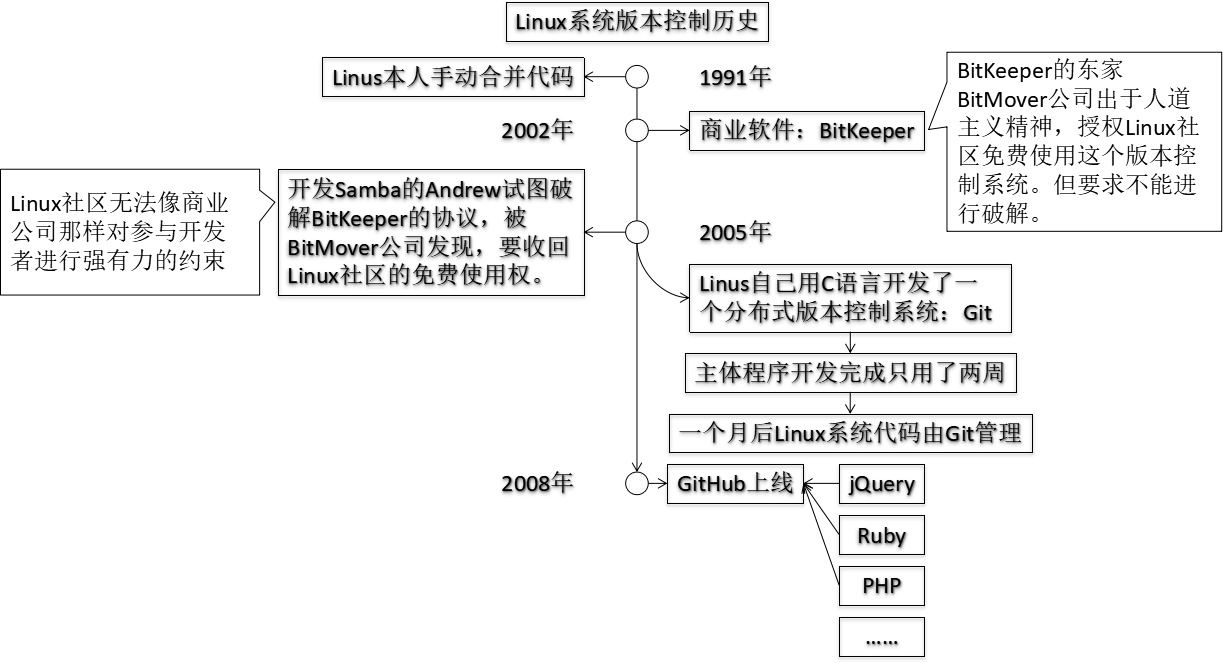 Linux系统版本控制历史
Linus本人手动合并代码
1991年
2002年
商业软件：BitKeeper
BitKeeper的东家
BitMover公司出于人道
主义精神，授权Linux社
区免费使用这个版本控
制系统。但要求不能进
行破解。
Linux社区无法像商业
公司那样对参与开发
者进行强有力的约束
开发Samba的Andrew试图破
解BitKeeper的协议，被
BitMover公司发现，要收回
Linux社区的免费使用权。
2005年
Linus自己用C语言开发了一
个分布式版本控制系统：Git
主体程序开发完成只用了两周
一个月后Linux系统代码由Git管理
2008年
GitHub上线
jQuery
Ruby
PHP
……